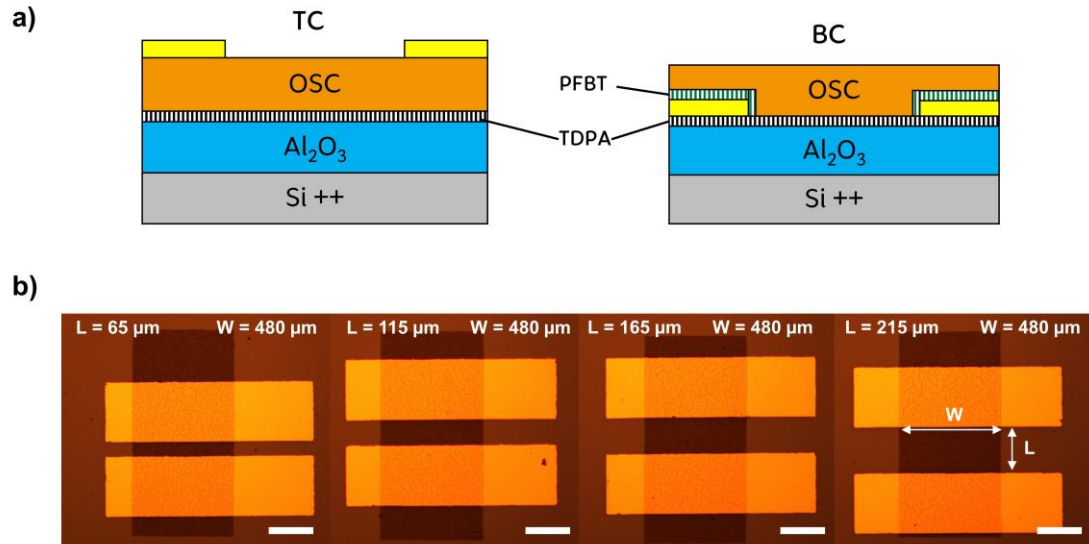 a)
TC
BC
OSC
PFBT
OSC
TDPA
Al₂O₃
Al₂O₃
Si ++
Si ++
b)
L = 65 µm W = 480 µm
L = 115 µm W = 480 µm
L = 165 µm W = 480 µm
L = 215 µm W = 480 µm
W
L